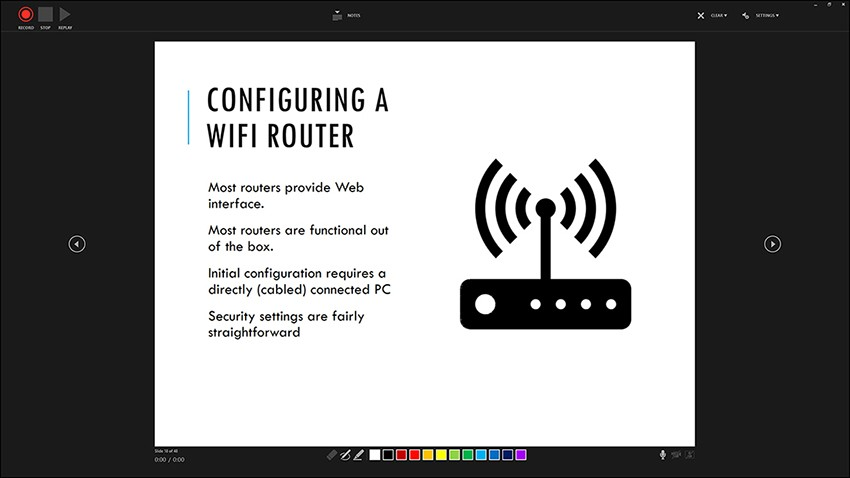 RECORD STOP REPLAY
NOTES
CLEAR
SETTINGS
CONFIGURING A
WIFI ROUTER
Most routers provide Web
interface.
Most routers are functional out
of the box.
Initial configuration requires a
directly (cabled) connected PC
Security settings are fairly
straightforward
Slide 18 of 48
0:00 / 0:00